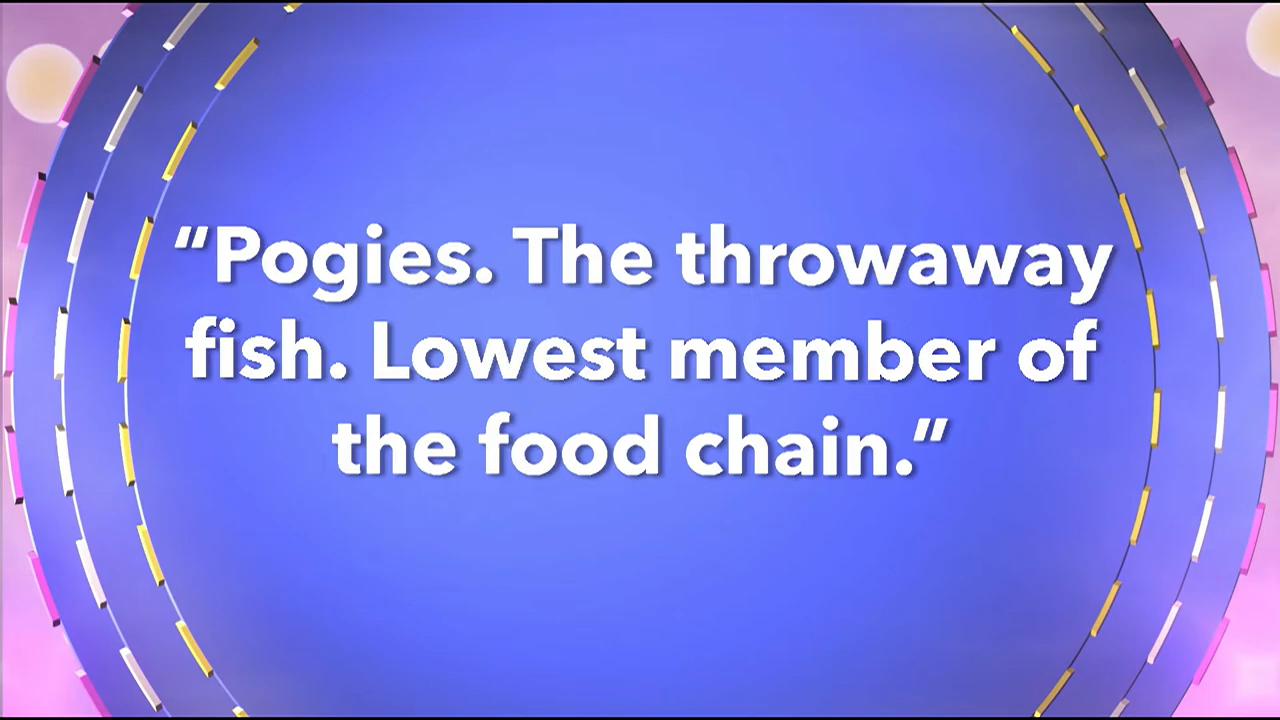 “Pogies. The throwaway
fish. Lowest member of
the food chain.”